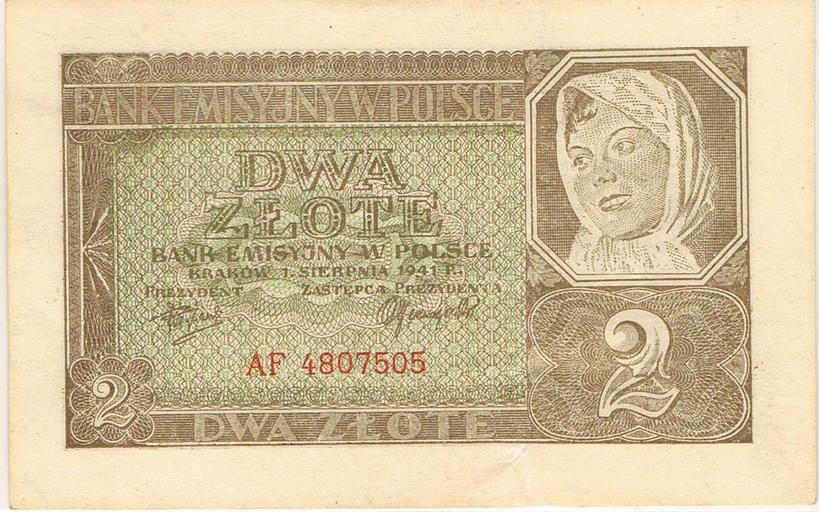 BANK EMISYJNY W POLSCE
DWA
ZŁOTE
BANK EMISYJNY W POLSCE
KRAKÓW 1. SIERPNIA 1941 R.
PREZYDENT ZASTĘPCA PREZYDENTA
AF 4807505
2
2
DWA ZŁOTE